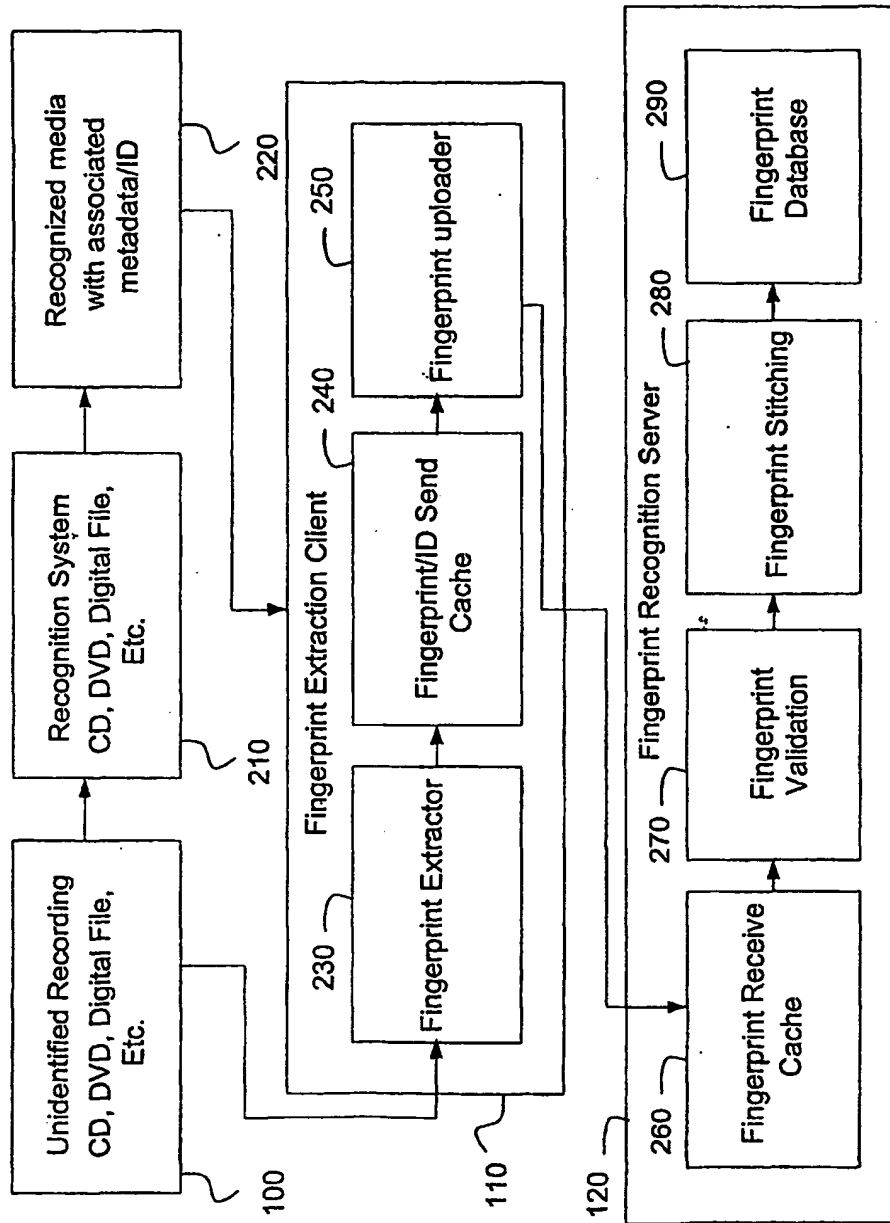 Unidentified Recording
CD, DVD, Digital File,
Etc.
100
Recognition System
CD, DVD, Digital File,
Etc.
210
Recognized media
with associated
metadata/ID
220
Fingerprint Extraction Client
110
230
Fingerprint Extractor
240
Fingerprint/ID Send
Cache
250
Fingerprint uploader
Fingerprint Recognition Server
120
260
Fingerprint Receive
Cache
270
Fingerprint
Validation
280
Fingerprint Stitching
290
Fingerprint
Database